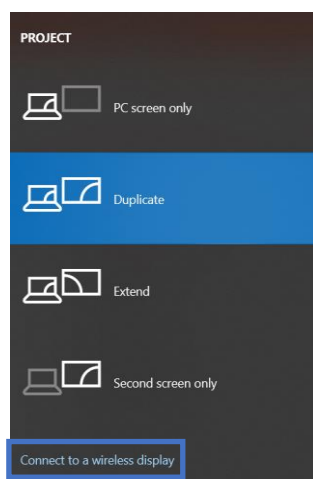 PROJECT
PC screen only
Duplicate
Extend
Second screen only
Connect to a wireless display